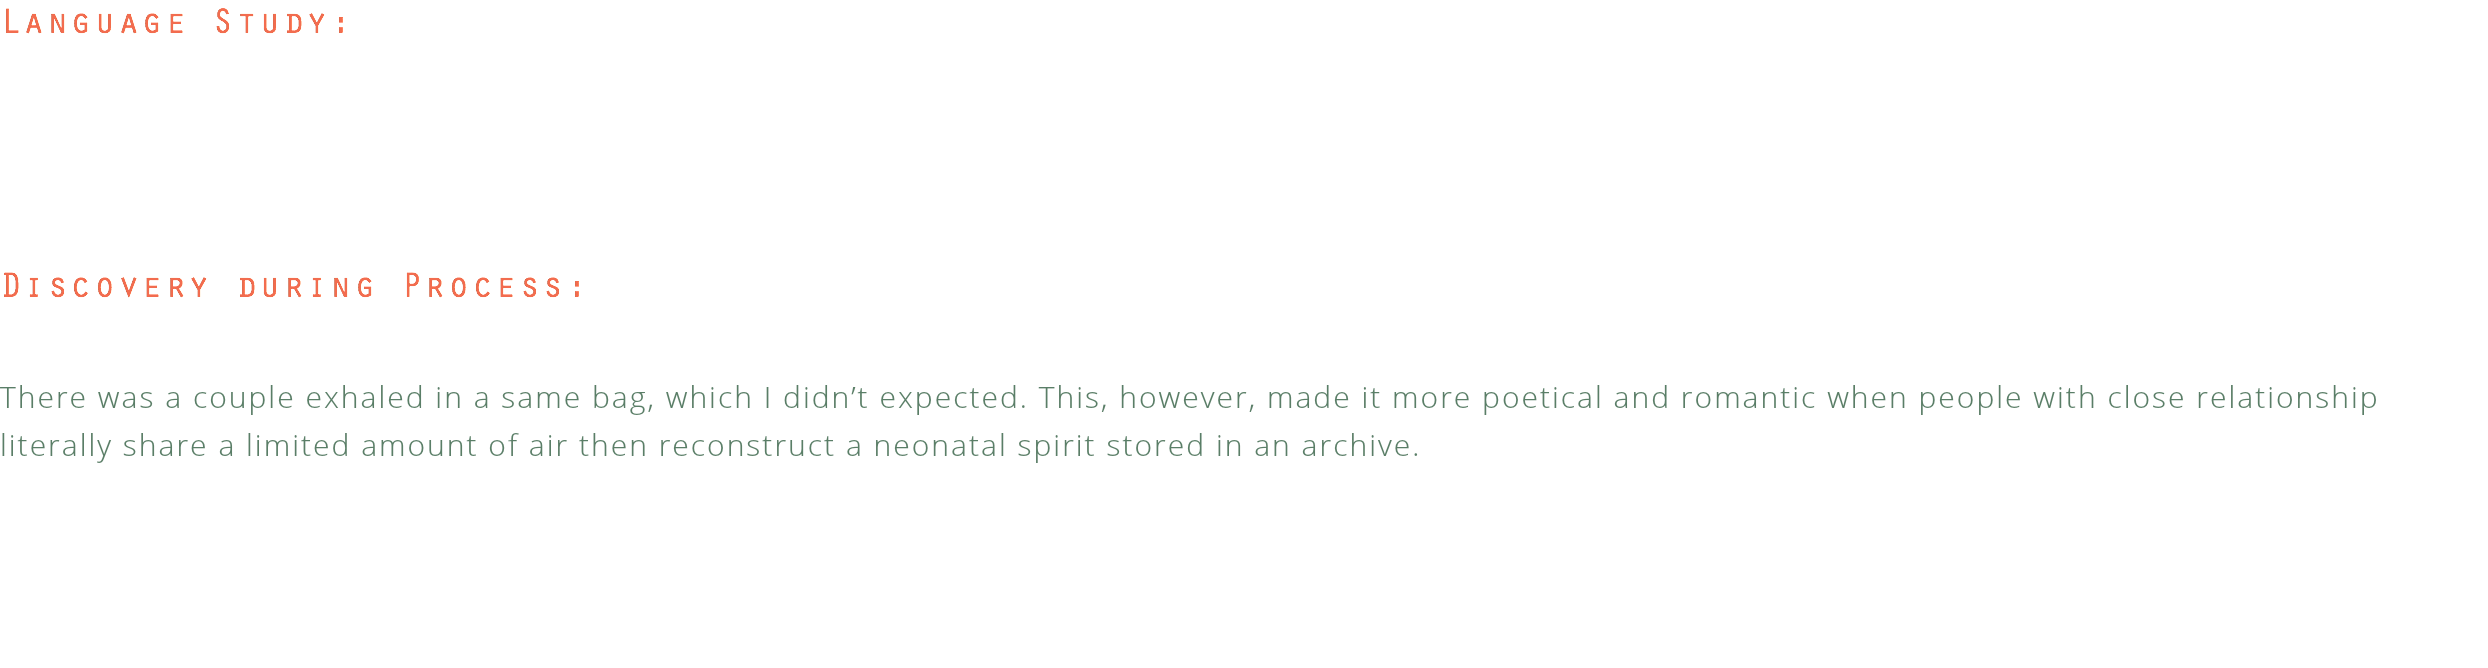 Language Study:
Discovery during Process:
There was a couple exhaled in a same bag, which I didn’t expected. This, however, made it more poetical and romantic when people with close relationship
literally share a limited amount of air then reconstruct a neonatal spirit stored in an archive.